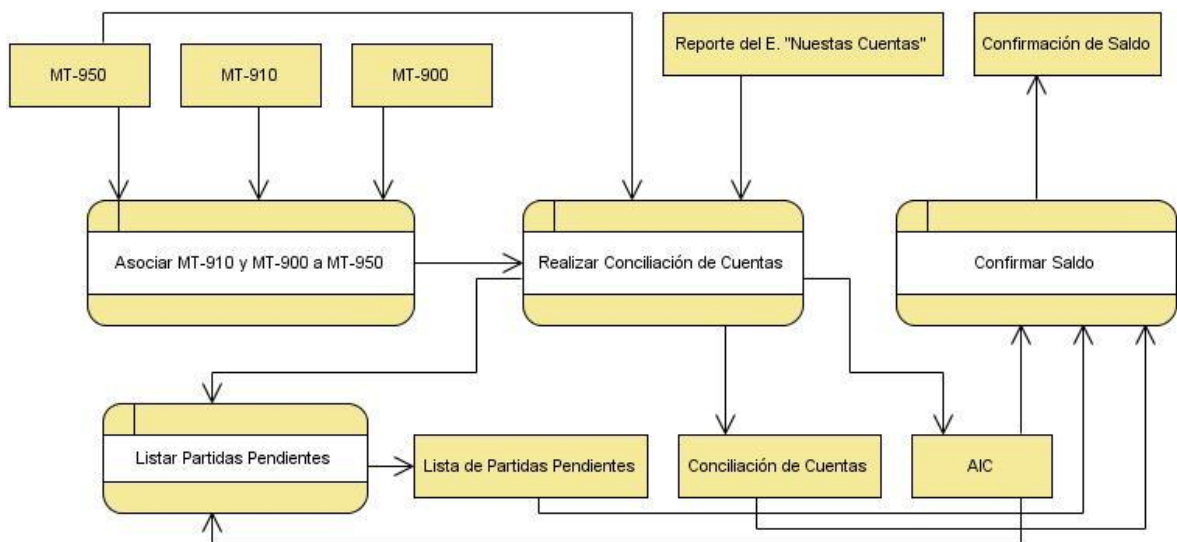 MT-950
MT-910
MT-900
Reporte del E. "Nuestas Cuentas"
Confirmación de Saldo
Asociar MT-910 y MT-900 a MT-950
Realizar Conciliación de Cuentas
Confirmar Saldo
Listar Partidas Pendientes
Lista de Partidas Pendientes
Conciliación de Cuentas
AIC